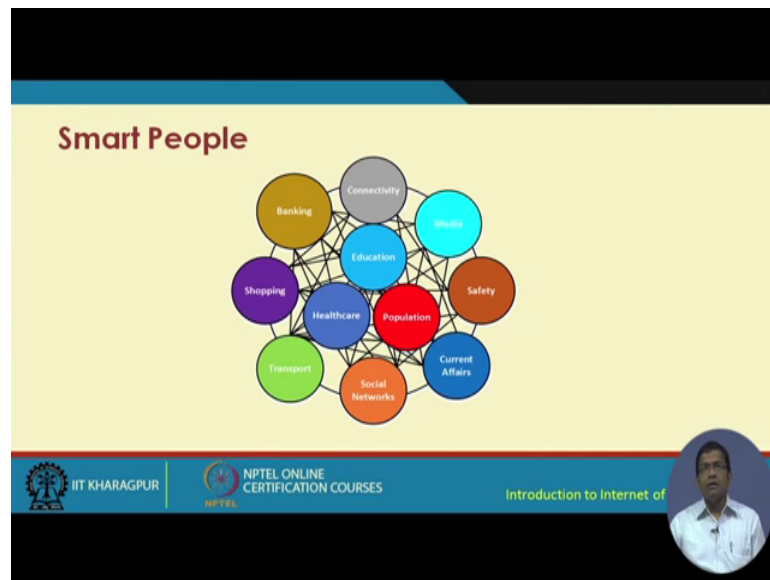 Smart People
Connectivity
Banking
Media
Education
Shopping
Safety
Healthcare
Population
Transport
Current
Affairs
Social
Networks
IIT KHARAGPUR
NPTEL
NPTEL ONLINE
CERTIFICATION COURSES
Introduction to Internet of